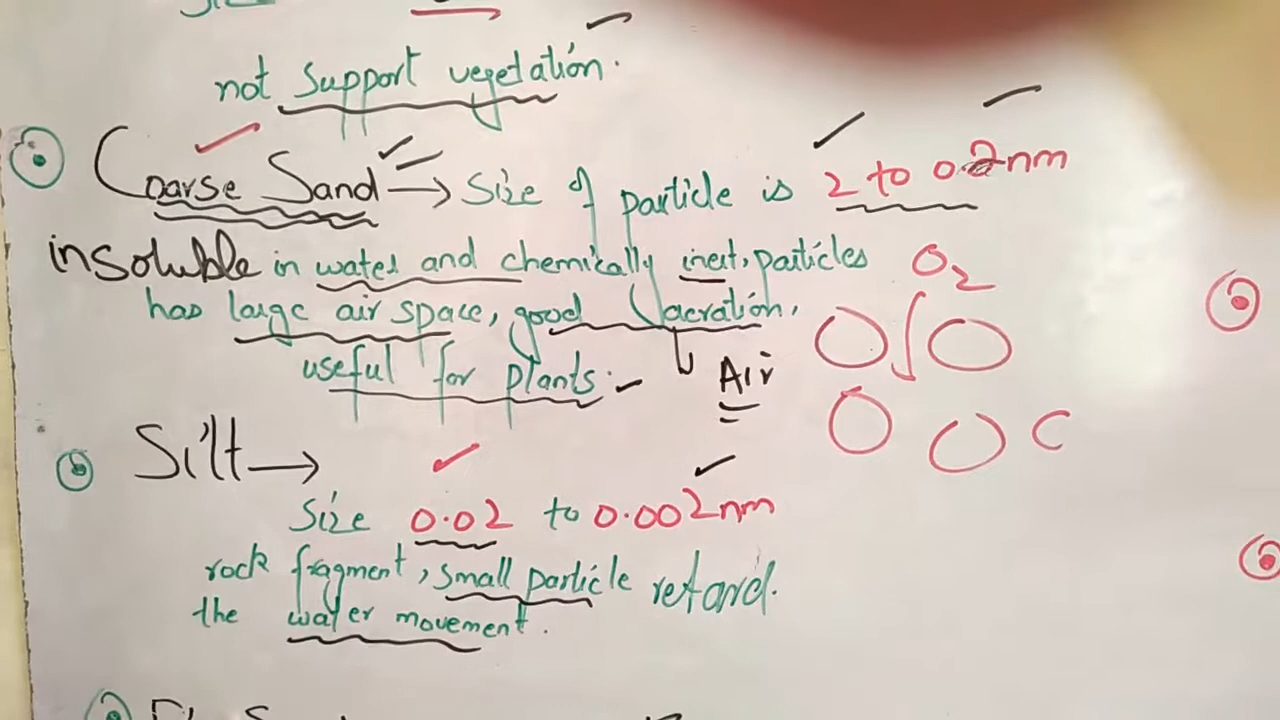 not support vegetation.
Coarse Sand → Size of particle is 2 to 0.2nm
insoluble in water and chemically inert, particles
has large air space, good aeration,
useful for plants.
Air
O2
Silt →
Size 0.02 to 0.002nm
rock fragment, small particle retard.
the water movement.